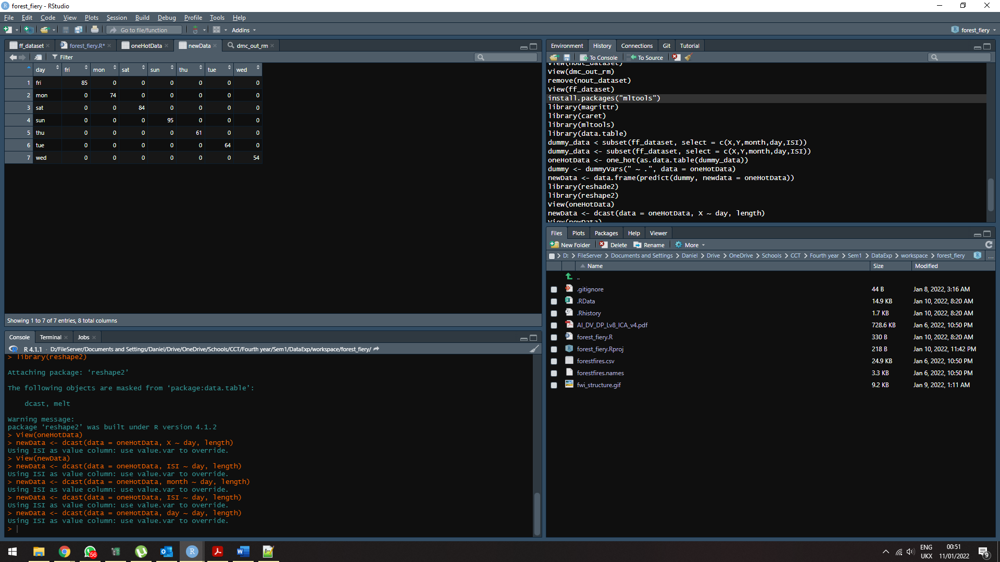 forest_fiery - RStudio
File Edit Code View Plots Session Build Debug Profile Tools Help
Go to file/function Addins forest_fiery
ff_dataset forest_fiery.R* oneHotData newData dmc_out_rm
Filter
day fri mon sat sun thu tue wed
1 fri 85 0 0 0 0 0 0
2 mon 0 74 0 0 0 0 0
3 sat 0 0 84 0 0 0 0
4 sun 0 0 0 95 0 0 0
5 thu 0 0 0 0 61 0 0
6 tue 0 0 0 0 0 64 0
7 wed 0 0 0 0 0 0 54
Showing 1 to 7 of 7 entries, 8 total columns
Console Terminal Jobs
R 4.1.1 · D:/FileServer/Documents and Settings/Daniel/Drive/OneDrive/Schools/CCT/Fourth year/Sem1/DataExp/workspace/forest_fiery/
> library(reshape2)
Attaching package: ‘reshape2’
The following objects are masked from ‘package:data.table’:
dcast, melt
Warning message:
package ‘reshape2’ was built under R version 4.1.2
> View(oneHotData)
> newData <- dcast(data = oneHotData, X ~ day, length)
Using ISI as value column: use value.var to override.
> View(newData)
> newData <- dcast(data = oneHotData, ISI ~ day, length)
Using ISI as value column: use value.var to override.
> newData <- dcast(data = oneHotData, month ~ day, length)
Using ISI as value column: use value.var to override.
> newData <- dcast(data = oneHotData, ISI ~ day, length)
Using ISI as value column: use value.var to override.
> newData <- dcast(data = oneHotData, day ~ day, length)
Using ISI as value column: use value.var to override.
>
Environment History Connections Git Tutorial
To Console To Source
View(nout_dataset)
View(dmc_out_rm)
remove(nout_dataset)
View(ff_dataset)
install.packages("mltools")
library(magrittr)
library(caret)
library(mltools)
library(data.table)
dummy_data < subset(ff_dataset, select = c(X,Y,month,day,ISI))
dummy_data <- subset(ff_dataset, select = c(X,Y,month,day,ISI))
oneHotData <- one_hot(as.data.table(dummy_data))
dummy <- dummyVars(" ~ .", data = oneHotData)
newData <- data.frame(predict(dummy, newdata = oneHotData))
library(reshade2)
library(reshape2)
View(oneHotData)
newData <- dcast(data = oneHotData, X ~ day, length)
View(newData)
Files Plots Packages Help Viewer
New Folder Delete Rename More
D: FileServer Documents and Settings Daniel Drive OneDrive Schools CCT Fourth year Sem1 DataExp workspace forest_fiery ...
Name Size Modified
..
.gitignore 44 B Jan 8, 2022, 3:16 AM
.RData 14.9 KB Jan 10, 2022, 8:20 AM
.Rhistory 1.7 KB Jan 10, 2022, 8:20 AM
AI_DV_DP_Lv8_ICA_v4.pdf 728.6 KB Jan 6, 2022, 10:50 PM
forest_fiery.R 330 B Jan 10, 2022, 8:20 AM
forest_fiery.Rproj 218 B Jan 10, 2022, 11:42 PM
forestfires.csv 24.9 KB Jan 6, 2022, 10:50 PM
forestfires.names 3.3 KB Jan 6, 2022, 10:50 PM
fwi_structure.gif 9.2 KB Jan 9, 2022, 1:11 AM
56
ENG 00:51
UKX 11/01/2022
9